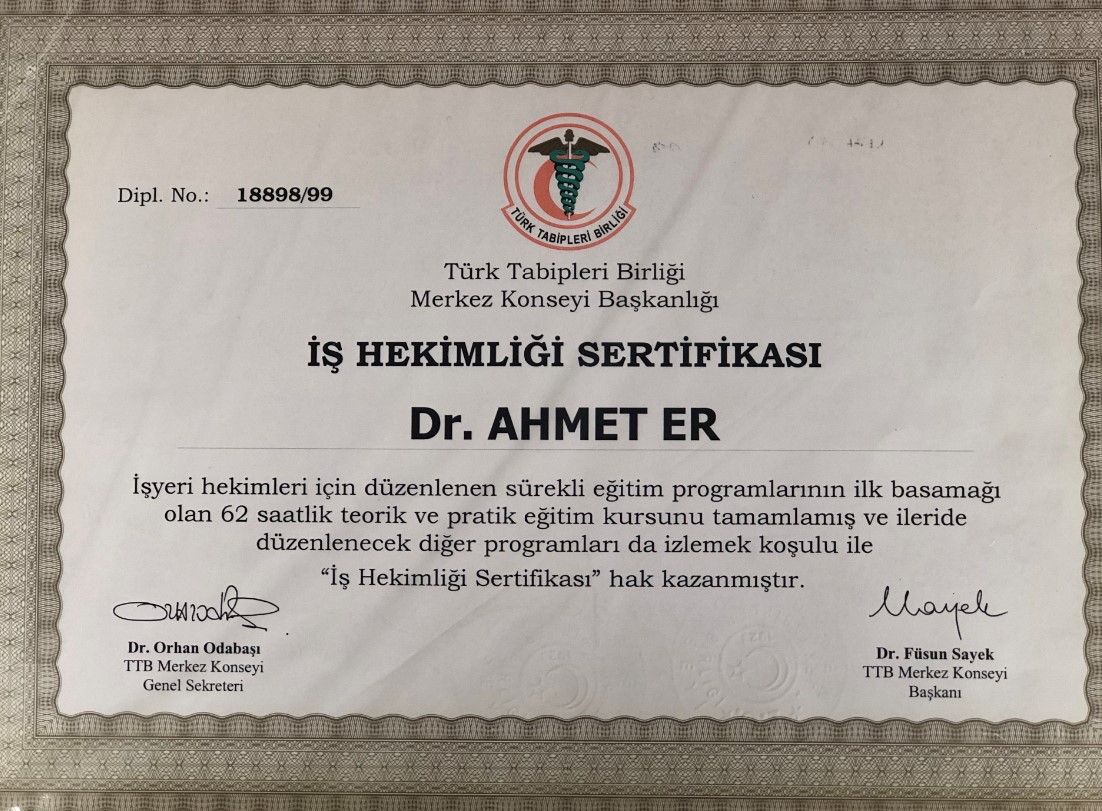 Dipl. No.: 18898/99
TÜRK TABİPLERİ BİRLİĞİ
Türk Tabipleri Birliği
Merkez Konseyi Başkanlığı
İŞ HEKİMLİĞİ SERTİFİKASI
Dr. AHMET ER
İşyeri hekimleri için düzenlenen sürekli eğitim programlarının ilk basamağı
olan 62 saatlik teorik ve pratik eğitim kursunu tamamlamış ve ileride
düzenlenecek diğer programları da izlemek koşulu ile
“İş Hekimliği Sertifikası” hak kazanmıştır.
Dr. Orhan Odabaşı
TTB Merkez Konseyi
Genel Sekreteri
Dr. Füsun Sayek
TTB Merkez Konseyi
Başkanı